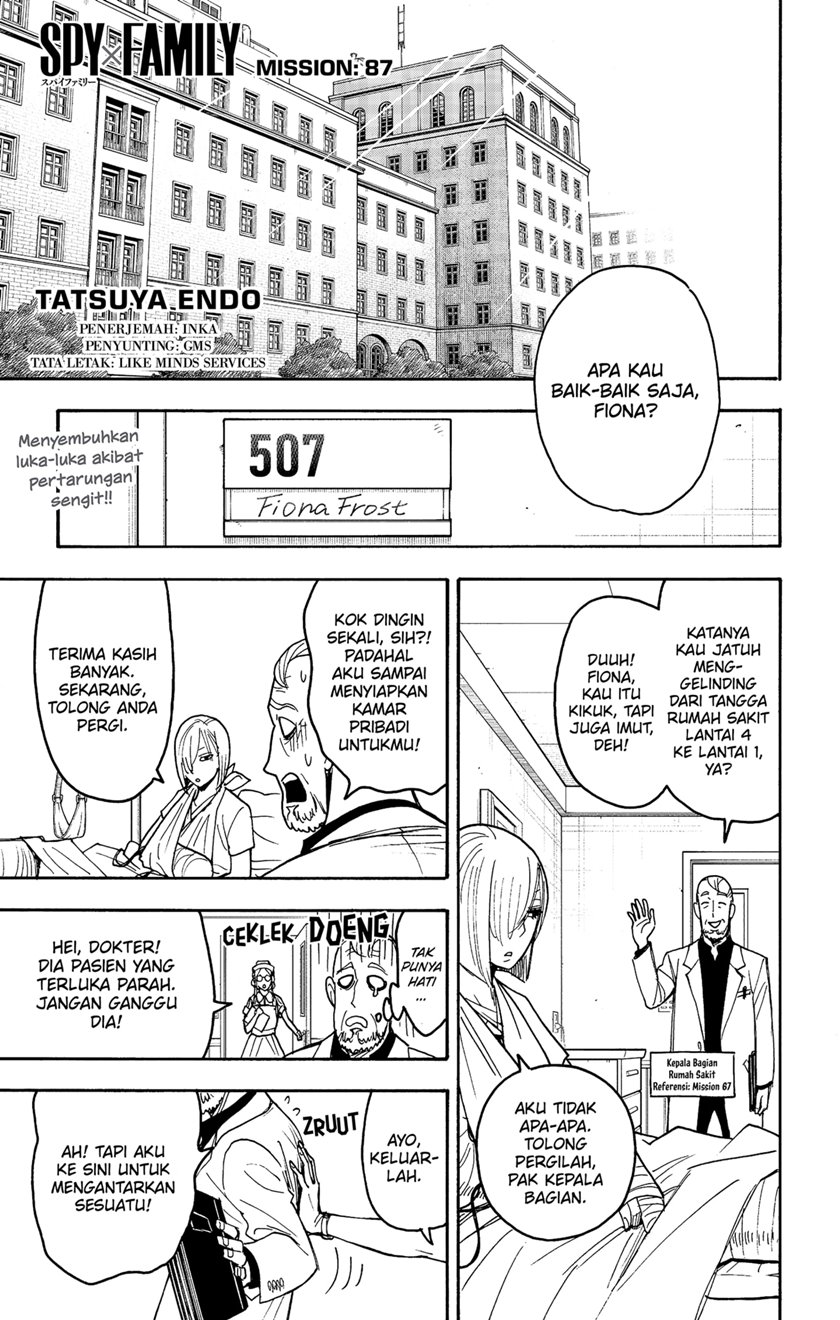 SPY×FAMILY
スパイファミリー
MISSION: 87
TATSUYA ENDO
PENERJEMAH: INKA
PENYUNTING: GMS
TATA LETAK: LIKE MINDS SERVICES
APA KAU
BAIK-BAIK SAJA,
FIONA?
Menyembuhkan
luka-luka akibat
pertarungan
sengit!!
507
Fiona Frost
KATANYA
KAU JATUH
MENG-
GELINDING
DARI TANGGA
RUMAH SAKIT
LANTAI 4
KE LANTAI 1,
YA?
DUUH!
FIONA,
KAU ITU
KIKUK, TAPI
JUGA IMUT,
DEH!
Kepala Bagian
Rumah Sakit
Referensi: Mission 67
AKU TIDAK
APA-APA.
TOLONG
PERGILAH,
PAK KEPALA
BAGIAN.
KOK DINGIN
SEKALI, SIH?!
PADAHAL
AKU SAMPAI
MENYIAPKAN
KAMAR
PRIBADI
UNTUKMU!
TERIMA KASIH
BANYAK.
SEKARANG,
TOLONG ANDA
PERGI.
TAK
PUNYA
HATI
...
DOENG
CEKLEK
HEI, DOKTER!
DIA PASIEN YANG
TERLUKA PARAH.
JANGAN GANGGU
DIA!
AYO,
KELUAR-
LAH.
ZRUUT
AH! TAPI AKU
KE SINI UNTUK
MENGANTARKAN
SESUATU!